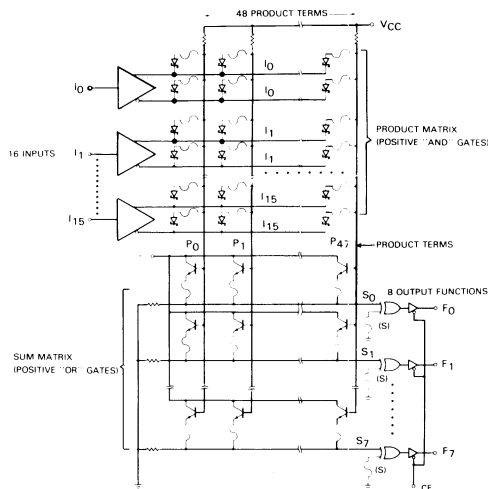 48 PRODUCT TERMS
VCC
I0
I0
I0
16 INPUTS
I1
I1
I1
PRODUCT MATRIX
(POSITIVE "AND" GATES)
I15
I15
I15
P0
P1
P47
PRODUCT TERMS
8 OUTPUT FUNCTIONS
S0
F0
(S)
SUM MATRIX
(POSITIVE "OR" GATES)
S1
F1
(S)
S7
F7
(S)
CE